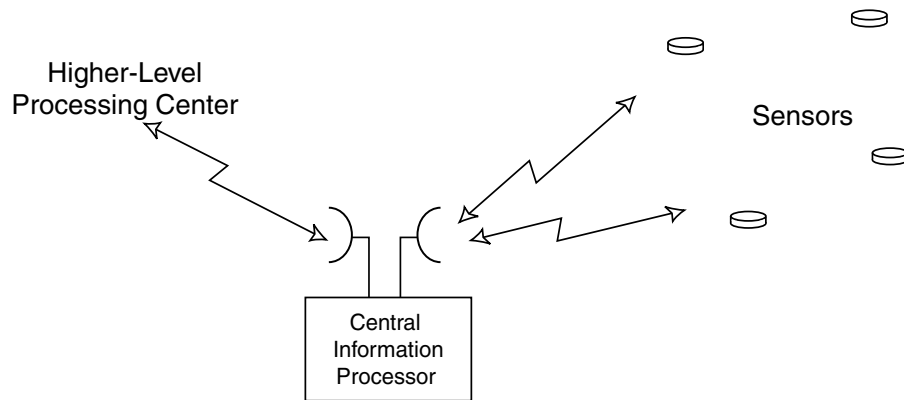 Higher-Level
Processing Center
Sensors
Central
Information
Processor